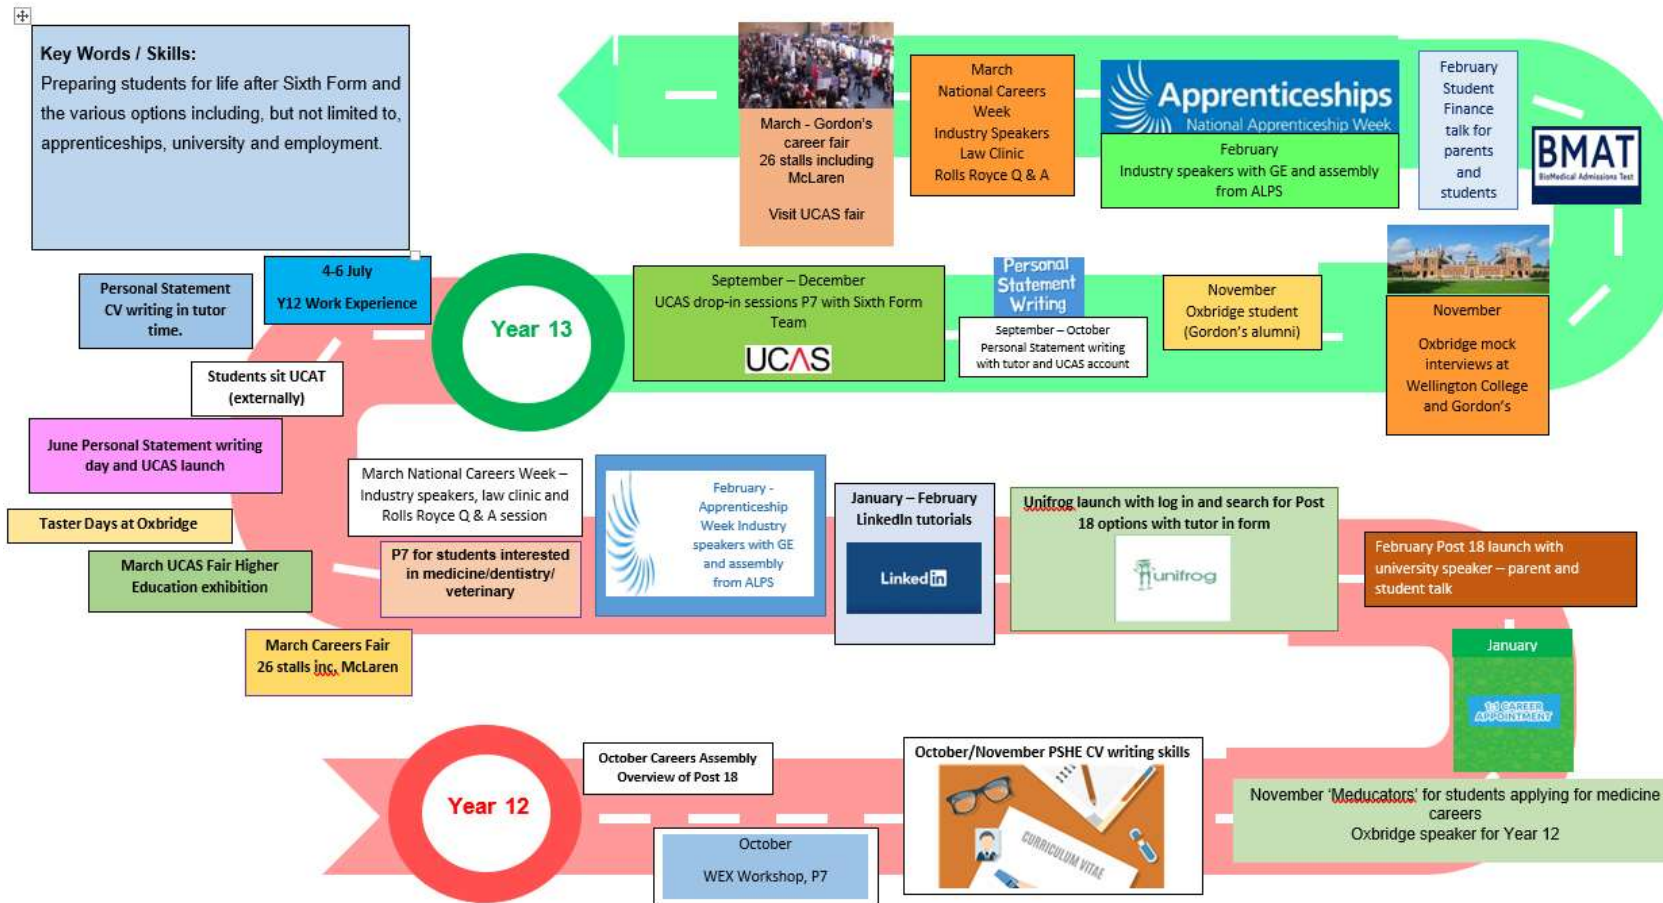 Key Words / Skills:
Preparing students for life after Sixth Form and
the various options including, but not limited to,
apprenticeships, university and employment.
March - Gordon's
career fair
26 stalls including
McLaren
Visit UCAS fair
March
National Careers
Week
Industry Speakers
Law Clinic
Rolls Royce Q & A
Apprenticeships
National Apprenticeship Week
February
Industry speakers with GE and assembly
from ALPS
February
Student
Finance
talk for
parents
and
students
BMAT
BioMedical Admissions Test
Personal Statement
CV writing in tutor
time.
4-6 July
Y12 Work Experience
Year 13
September – December
UCAS drop-in sessions P7 with Sixth Form
Team
UCAS
Personal
Statement
Writing
September – October
Personal Statement writing
with tutor and UCAS account
November
Oxbridge student
(Gordon's alumni)
November
Oxbridge mock
interviews at
Wellington College
and Gordon's
Students sit UCAT
(externally)
June Personal Statement writing
day and UCAS launch
Taster Days at Oxbridge
March UCAS Fair Higher
Education exhibition
March Careers Fair
26 stalls inc. McLaren
March National Careers Week –
Industry speakers, law clinic and
Rolls Royce Q & A session
P7 for students interested
in medicine/dentistry/
veterinary
February -
Apprenticeship
Week Industry
speakers with GE
and assembly
from ALPS
January – February
LinkedIn tutorials
Linked in
Unifrog launch with log in and search for Post
18 options with tutor in form
unifrog
February Post 18 launch with
university speaker – parent and
student talk
January
1:1 CAREER
APPOINTMENT
Year 12
October Careers Assembly
Overview of Post 18
October
WEX Workshop, P7
October/November PSHE CV writing skills
CURRICULUM VITAE
November 'Meducators' for students applying for medicine
careers
Oxbridge speaker for Year 12